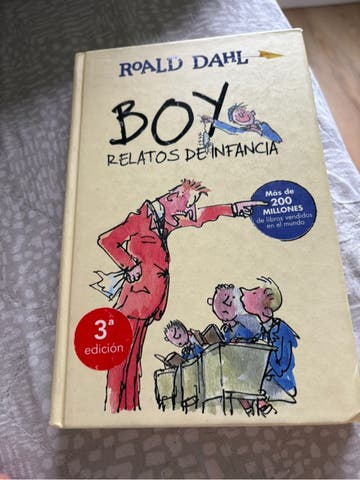 ROALD DAHL
BOY
RELATOS DE INFANCIA
Más de
200
MILLONES
de libros vendidos
en el mundo
3ª
edición